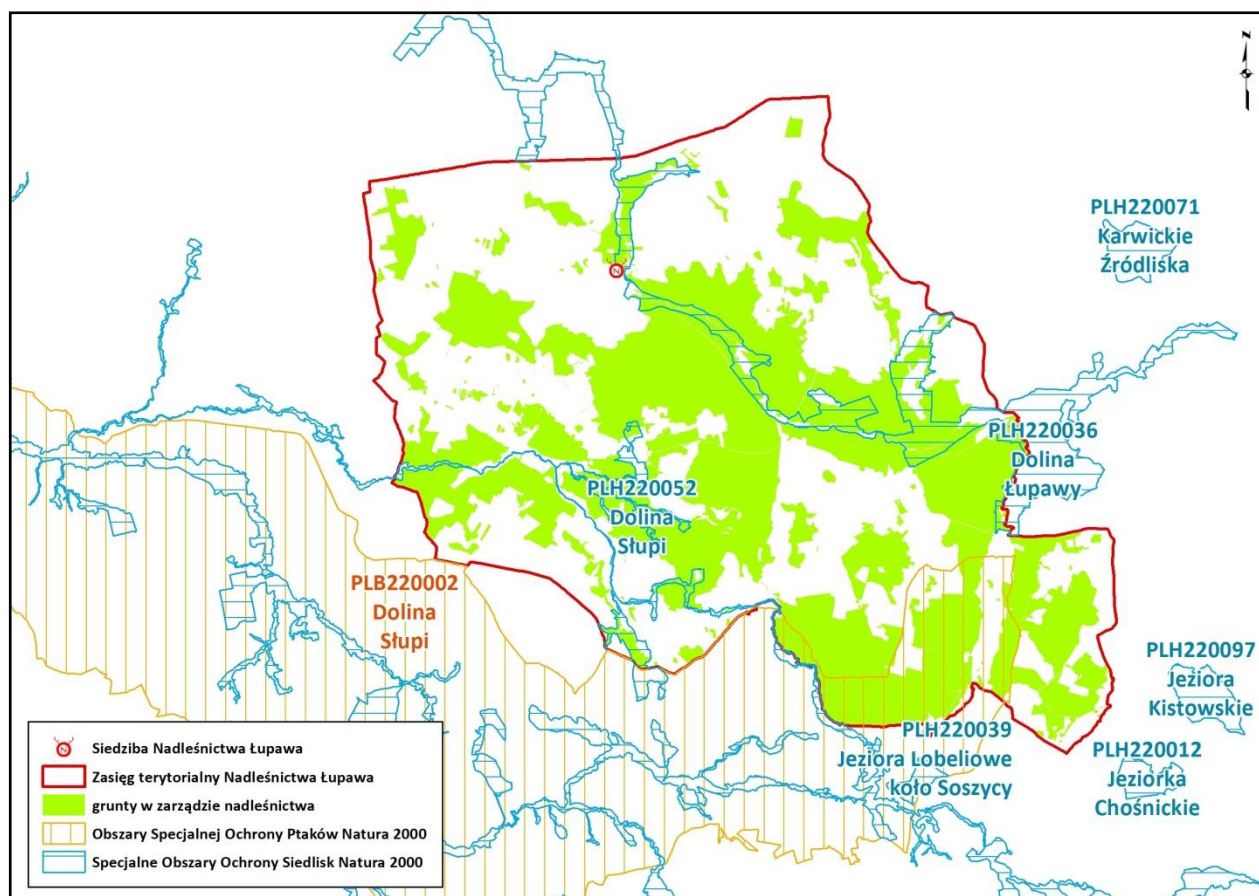 z
PLH220071
Karwickie
Źródliska
PLH220036
Dolina
Łupawy
PLH220052
Dolina
Słupi
PLB220002
Dolina
Słupi
PLH220097
Jeziora
Kistowskie
PLH220039
Jeziora Lobeliowe
koło Soszycy
PLH220012
Jeziorka
Chośnickie
N
N
Siedziba Nadleśnictwa Łupawa
Zasięg terytorialny Nadleśnictwa Łupawa
grunty w zarządzie nadleśnictwa
Obszary Specjalnej Ochrony Ptaków Natura 2000
Specjalne Obszary Ochrony Siedlisk Natura 2000